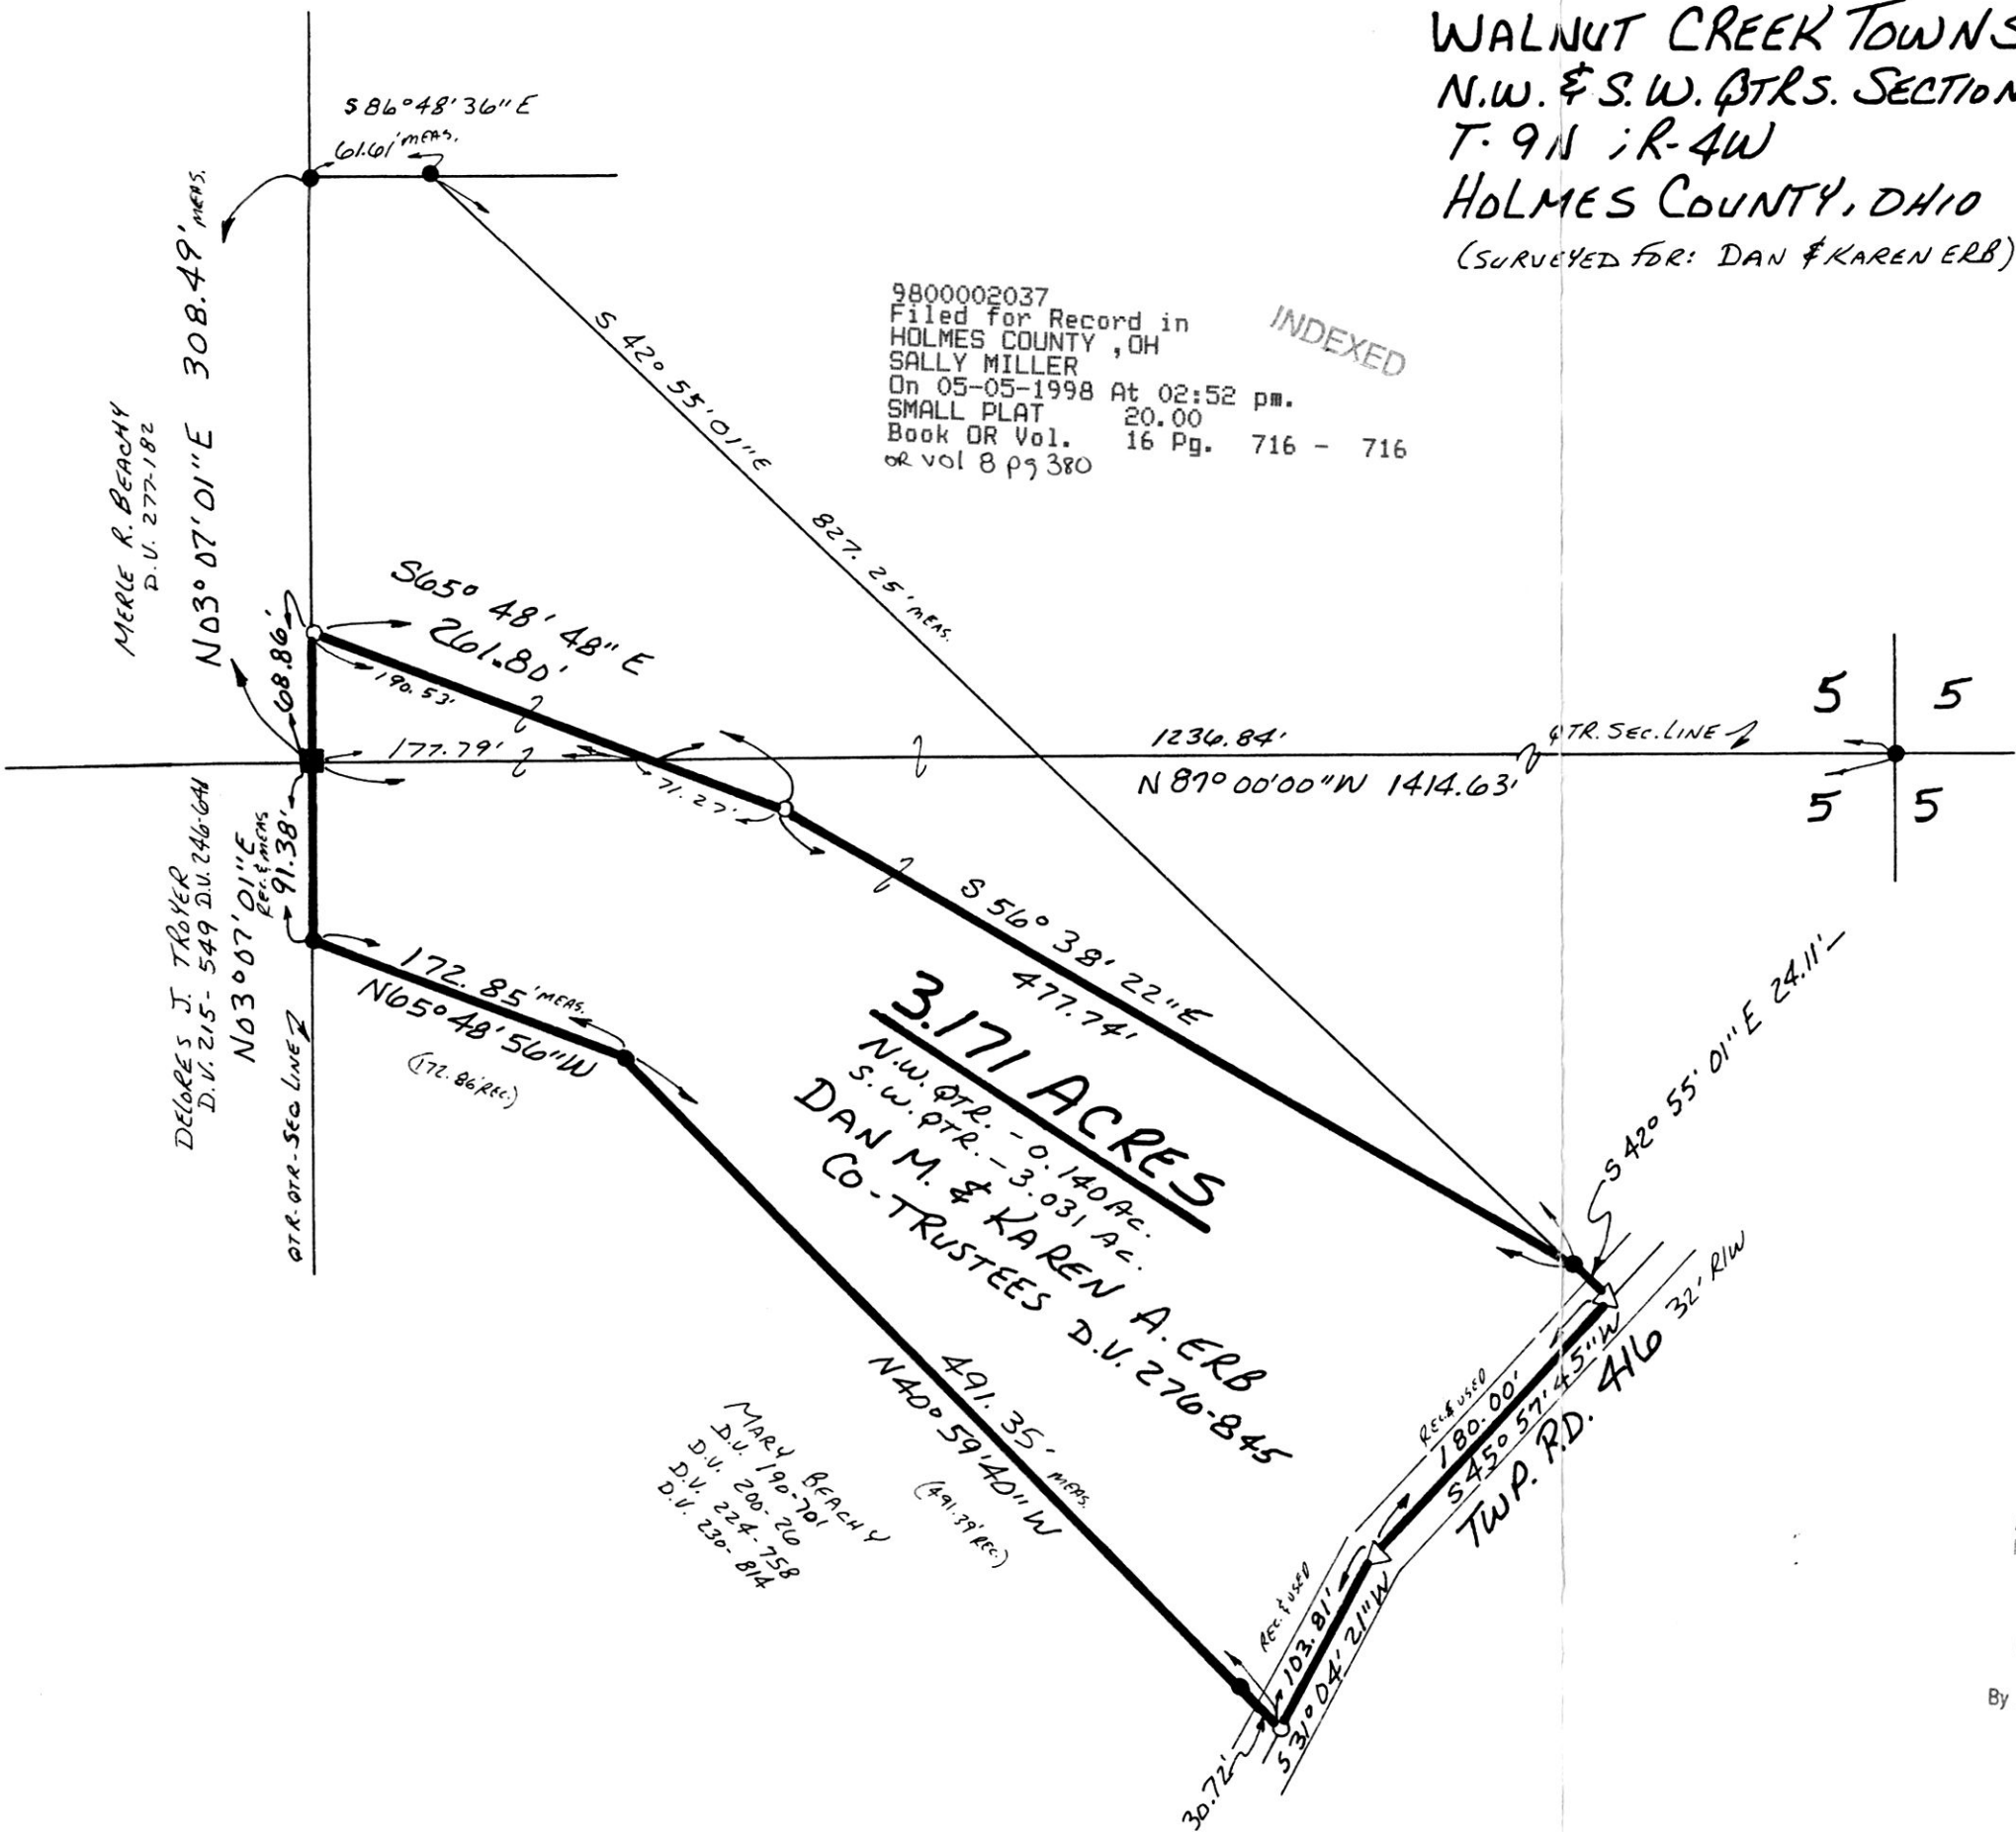 WALNUT CREEK TOWNS
N.W. & S.W. QTRS. SECTION
T-9N ; R-4W
HOLMES COUNTY, OHIO
(SURVEYED FOR: DAN & KAREN ERB)
S 86° 48' 36" E
61.61' MEAS.
9800002037
Filed for Record in
HOLMES COUNTY ,OH
SALLY MILLER
On 05-05-1998 At 02:52 pm.
SMALL PLAT 20.00
Book OR Vol. 16 Pg. 716 - 716
OR Vol 8 pg 380
INDEXED
MERLE R. BEACHY
D.V. 277-182
N03° 07' 01" E 308.49' MEAS.
S 42° 55' 01" E
827.25' MEAS.
S65° 48' 48" E
261.80'
190.53'
68.86'
177.79'
71.27'
1236.84'
QTR. SEC. LINE
N 87° 00' 00" W 1414.63'
5 5
5 5
DELORES J. TROYER
D.V. 215-549 D.V. 246-648
N03° 07' 01" E
REC. & MEAS
91.38'
QTR-QTR-SEC LINE
172.85' MEAS.
N65° 48' 56" W
(172.86 REC.)
S 56° 38' 22" E
477.74'
3.171 ACRES
N.W. QTR. - 0.140 AC.
S.W. QTR. - 3.031 AC.
DAN M. & KAREN A. ERB
CO-TRUSTEES D.V. 276-845
S 42° 55' 01" E 24.11'
REC. & USED
180.00'
S 45° 57' 45" W
TWP. RD. 416 32' R/W
491.35' MEAS.
N40° 59' 40" W
(491.39' REC.)
MARY BEACHY
D.V. 190-701
D.V. 200-26
D.V. 224-758
D.V. 230-814
REC. & USED
103.81'
S 31° 04' 21" W
30.72'
By